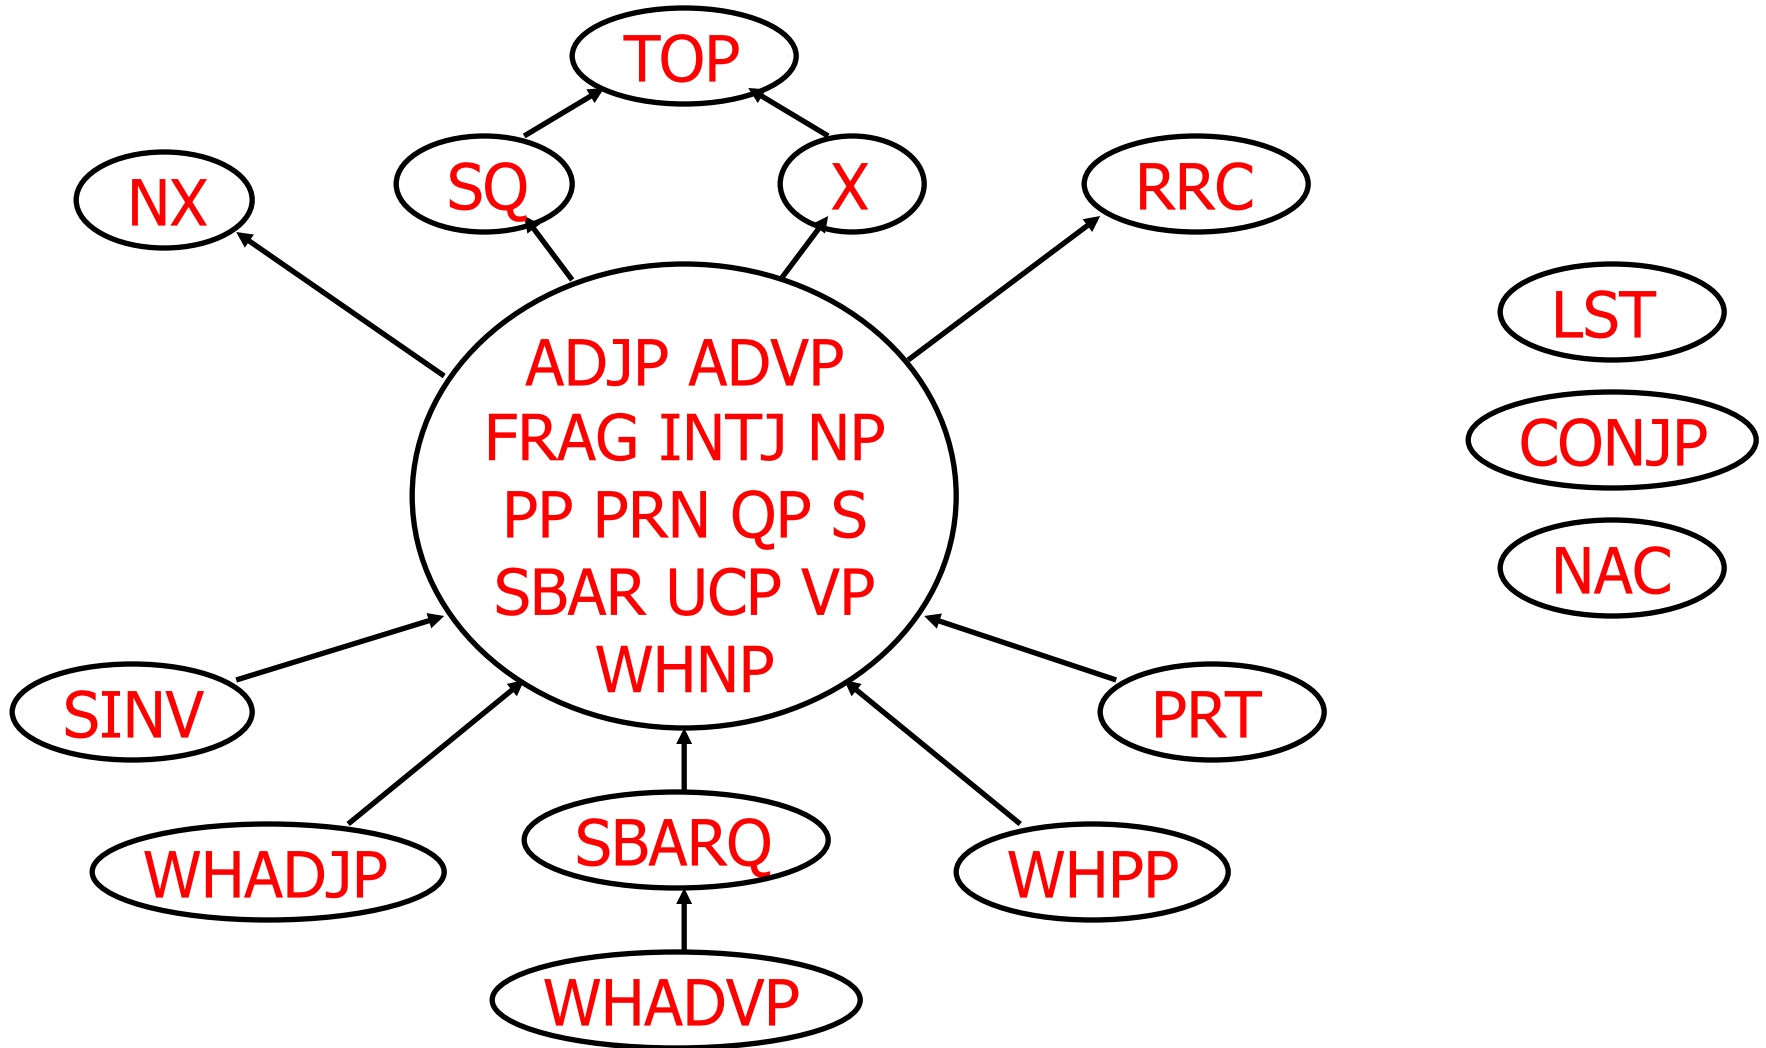 TOP
SQ
X
RRC
NX
LST
ADJP ADVP
FRAG INTJ NP
PP PRN QP S
SBAR UCP VP
WHNP
CONJP
NAC
SINV
PRT
SBARQ
WHADJP
WHPP
WHADVP